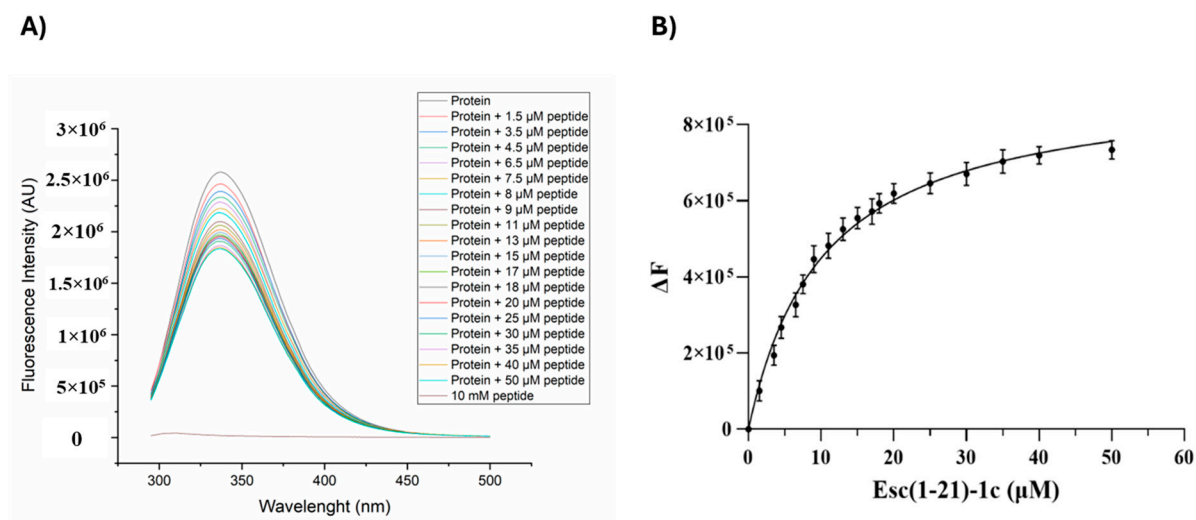 A)
3×10⁶
2.5×10⁶
2×10⁶
1.5×10⁶
1×10⁶
5×10⁵
0
Fluorescence Intensity (AU)
300
350
400
450
500
Wavelenght (nm)
Protein
Protein + 1.5 μM peptide
Protein + 3.5 μM peptide
Protein + 4.5 μM peptide
Protein + 6.5 μM peptide
Protein + 7.5 μM peptide
Protein + 8 μM peptide
Protein + 9 μM peptide
Protein + 11 μM peptide
Protein + 13 μM peptide
Protein + 15 μM peptide
Protein + 17 μM peptide
Protein + 18 μM peptide
Protein + 20 μM peptide
Protein + 25 μM peptide
Protein + 30 μM peptide
Protein + 35 μM peptide
Protein + 40 μM peptide
Protein + 50 μM peptide
10 mM peptide
B)
8×10⁵
6×10⁵
4×10⁵
2×10⁵
0
ΔF
0
10
20
30
40
50
60
Esc(1-21)-1c (μM)